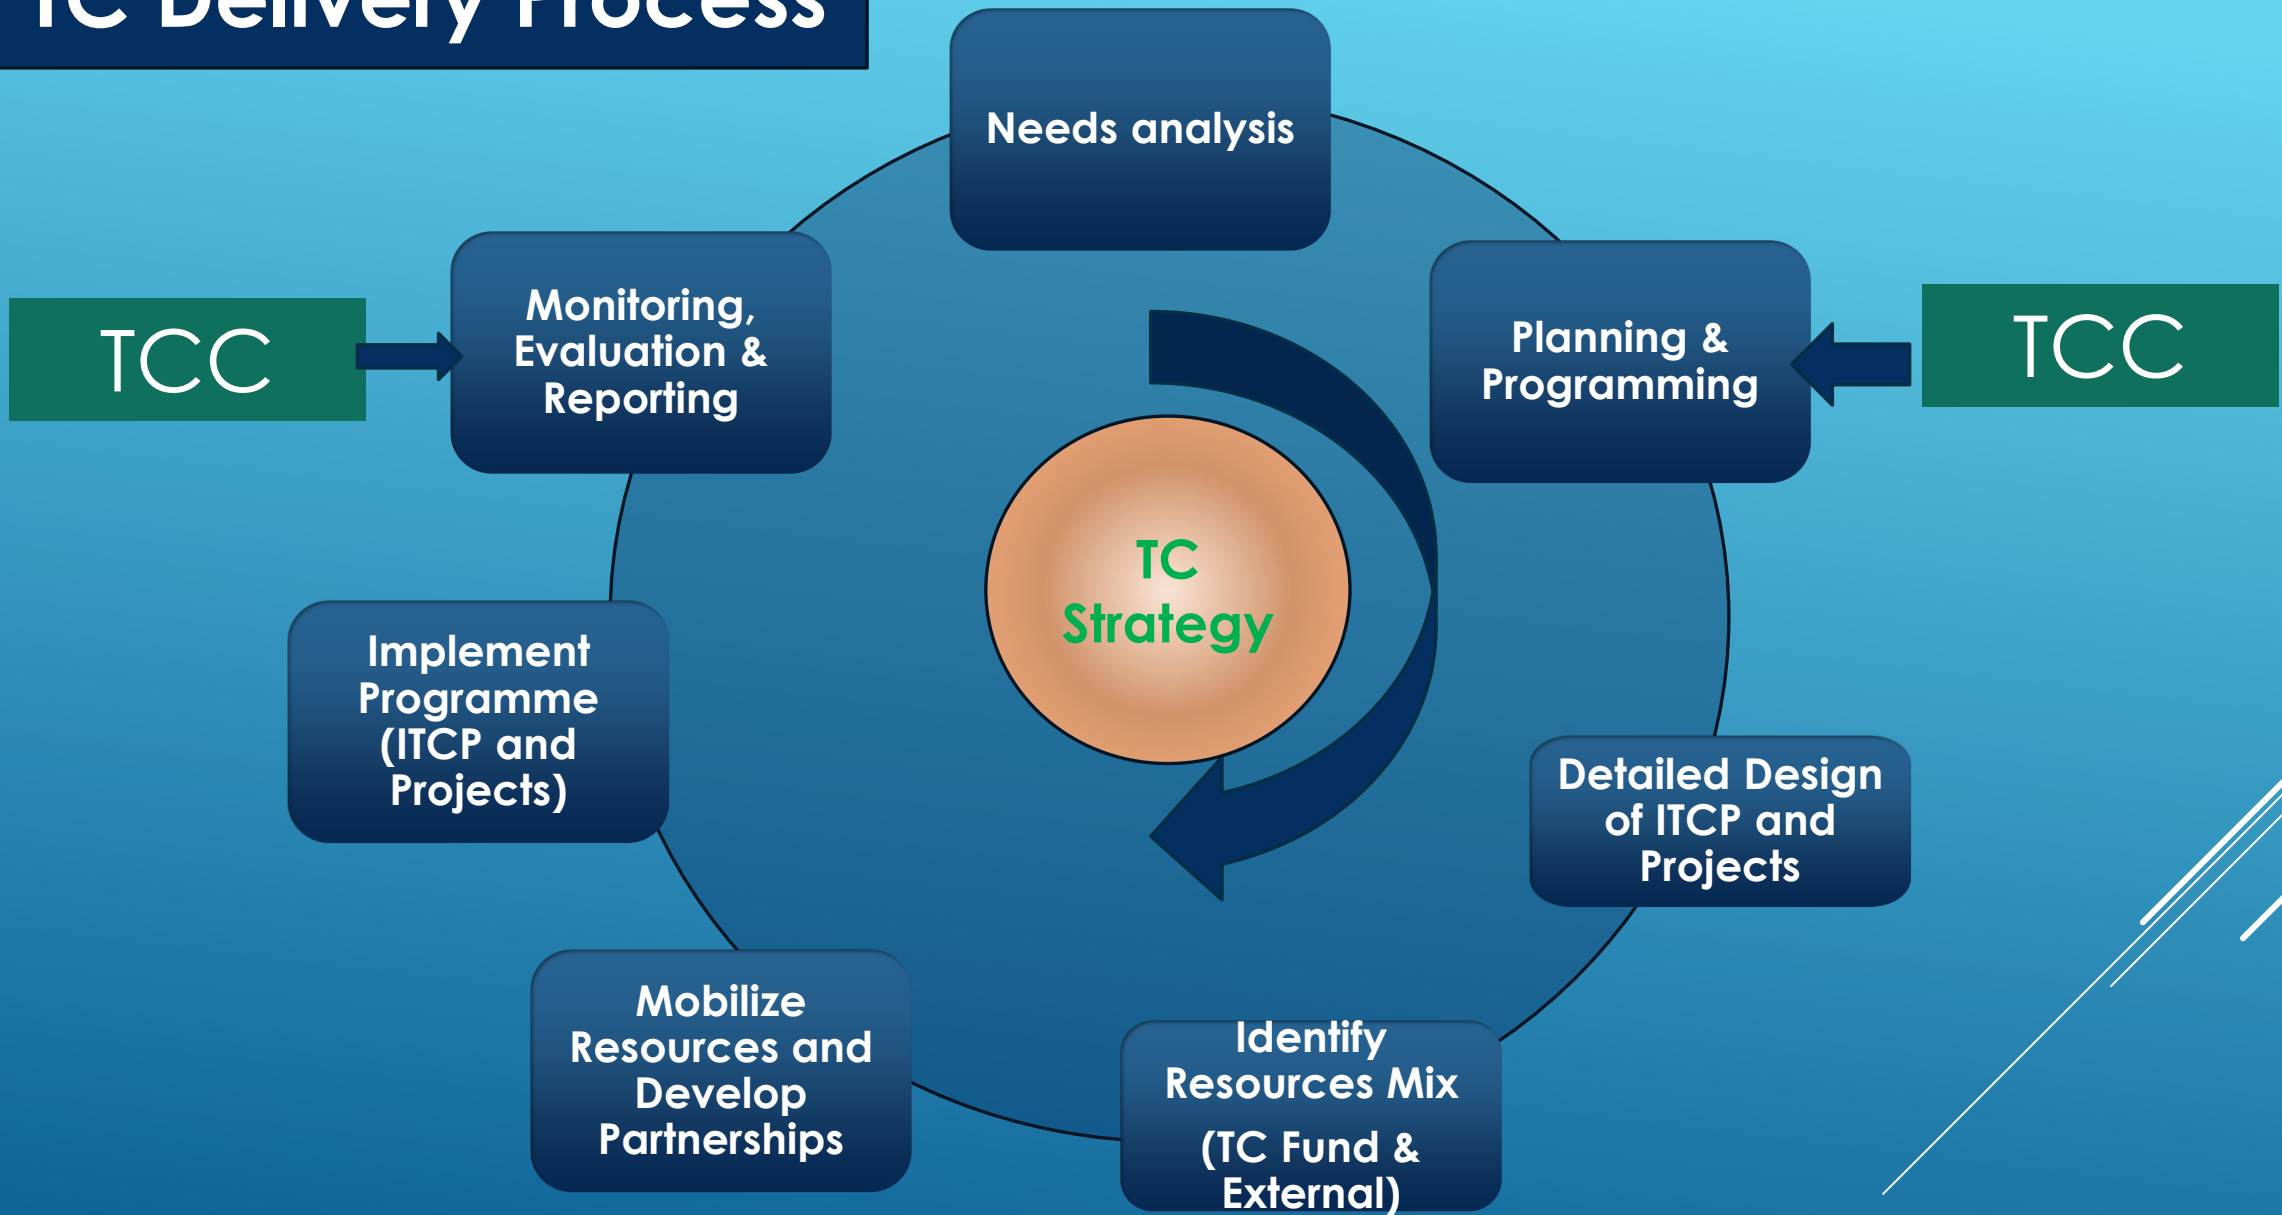 TC Delivery Process
Needs analysis
Monitoring,
Evaluation &
Reporting
Planning &
Programming
TCC
TCC
TC
Strategy
Implement
Programme
(ITCP and
Projects)
Detailed Design
of ITCP and
Projects
Mobilize
Resources and
Develop
Partnerships
Identify
Resources Mix
(TC Fund &
External)